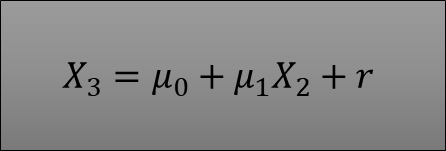 X₃ = μ₀ + μ₁X₂ + r